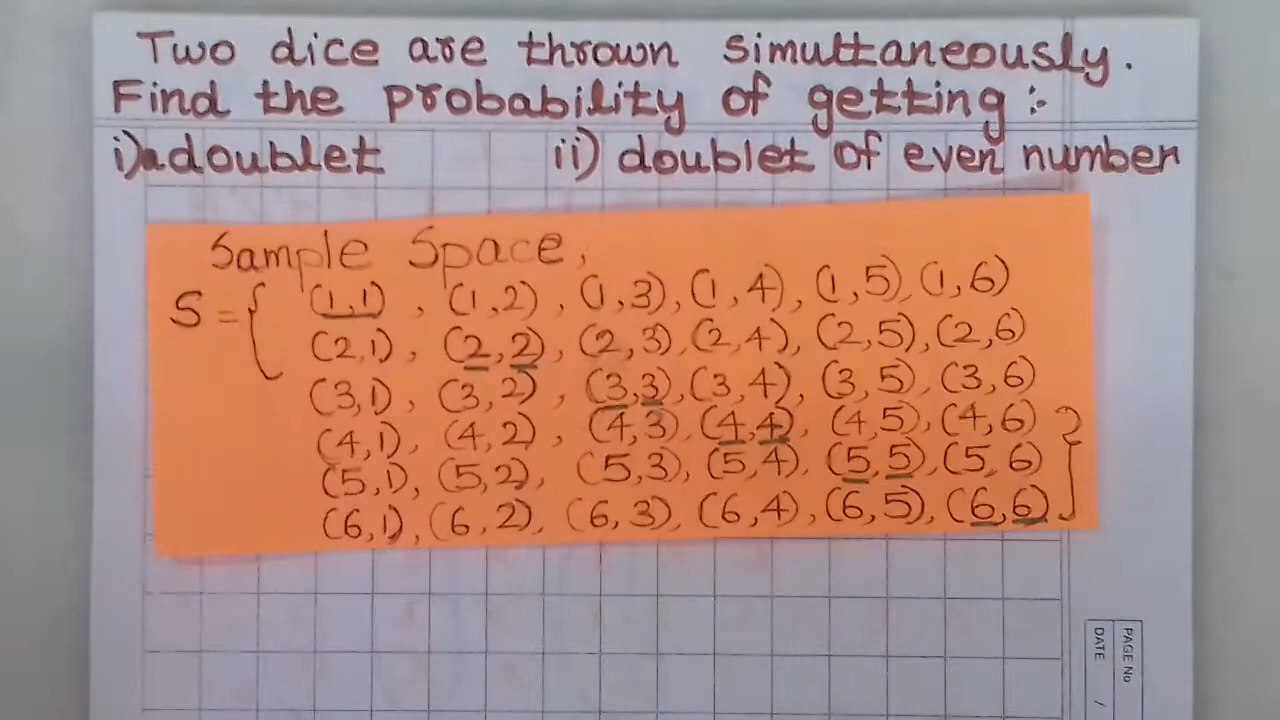 Two dice are thrown simultaneously.
Find the probability of getting :-
i) a doublet ii) doublet of even number
Sample Space,
S = { (1,1) , (1,2) , (1,3), (1,4), (1,5), (1,6)
(2,1) , (2,2), (2,3), (2,4), (2,5), (2,6)
(3,1) , (3,2) , (3,3), (3,4), (3,5), (3,6)
(4,1), (4,2) , (4,3), (4,4), (4,5), (4,6)
(5,1), (5,2), (5,3), (5,4), (5,5), (5,6)
(6,1), (6,2), (6,3), (6,4), (6,5), (6,6) }
PAGE No
DATE /